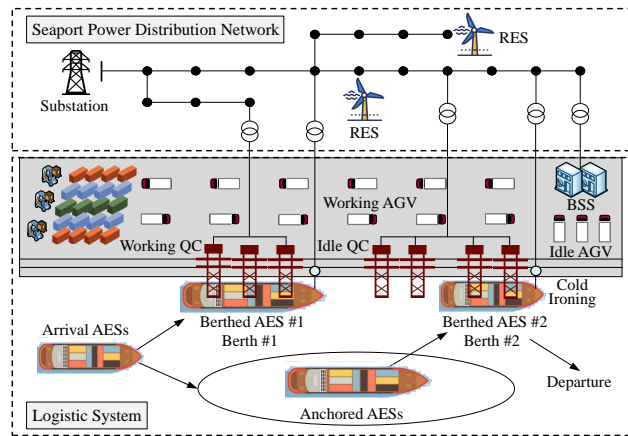 Seaport Power Distribution Network
RES
Substation
RES
Working AGV
BSS
Working QC
Idle QC
Idle AGV
Cold
Ironing
Berthed AES #1
Berth #1
Berthed AES #2
Berth #2
Arrival AESs
Departure
Anchored AESs
Logistic System